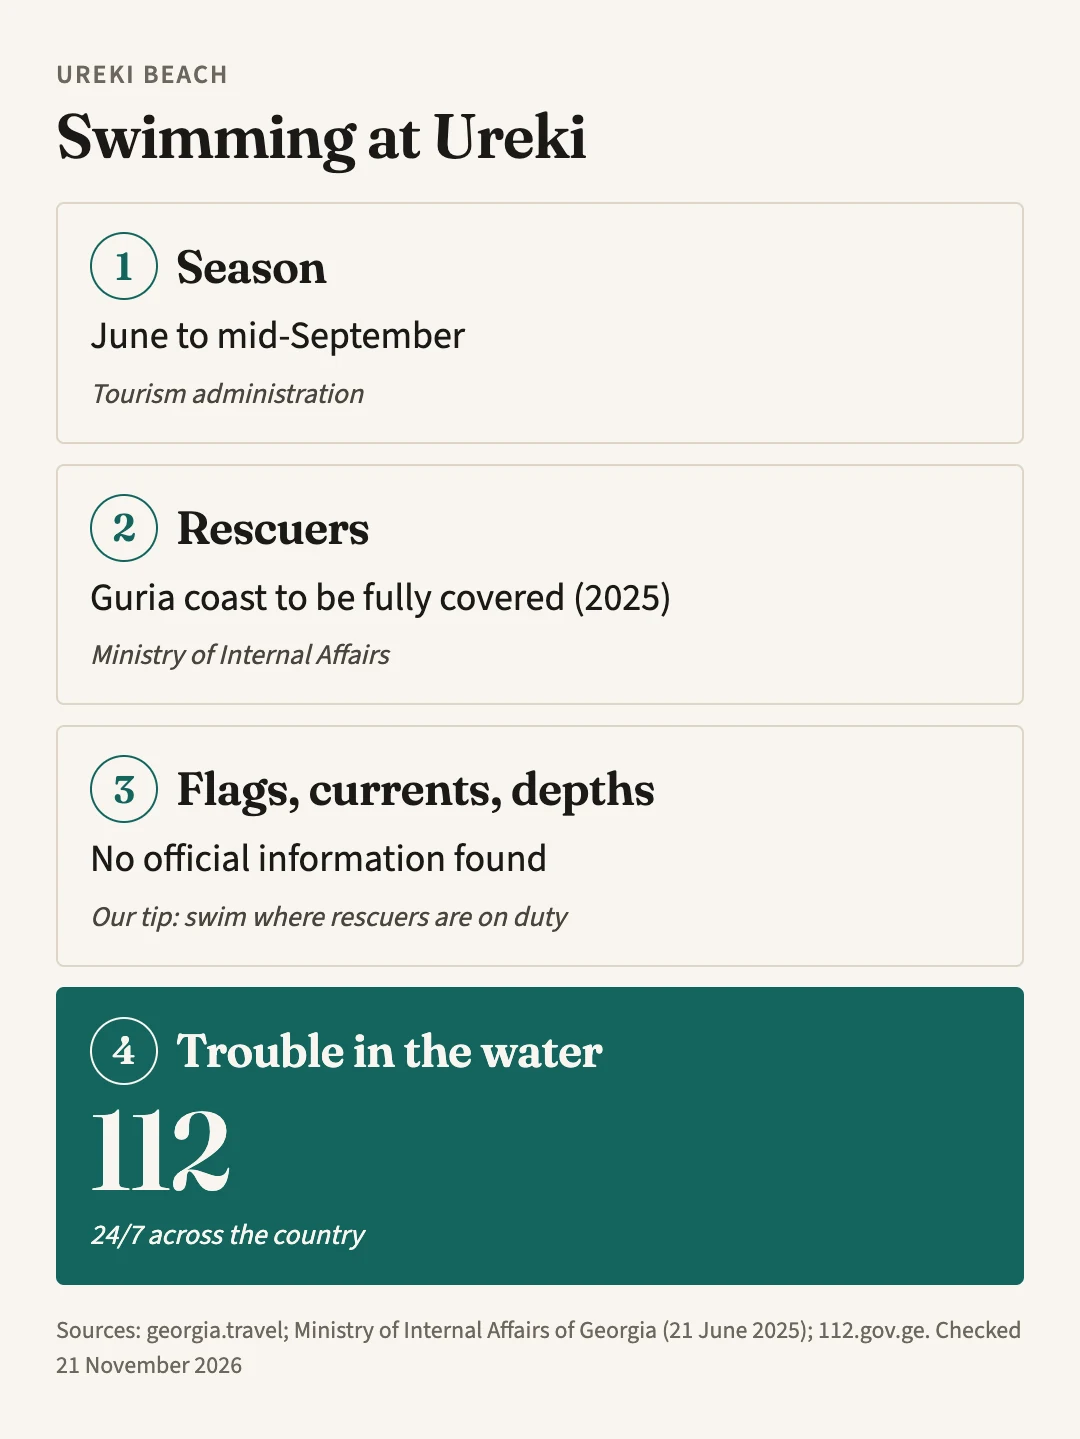 UREKI BEACH
Swimming at Ureki
1 Season
June to mid-September
Tourism administration
2 Rescuers
Guria coast to be fully covered (2025)
Ministry of Internal Affairs
3 Flags, currents, depths
No official information found
Our tip: swim where rescuers are on duty
4 Trouble in the water
112
24/7 across the country
Sources: georgia.travel; Ministry of Internal Affairs of Georgia (21 June 2025); 112.gov.ge. Checked
21 November 2026